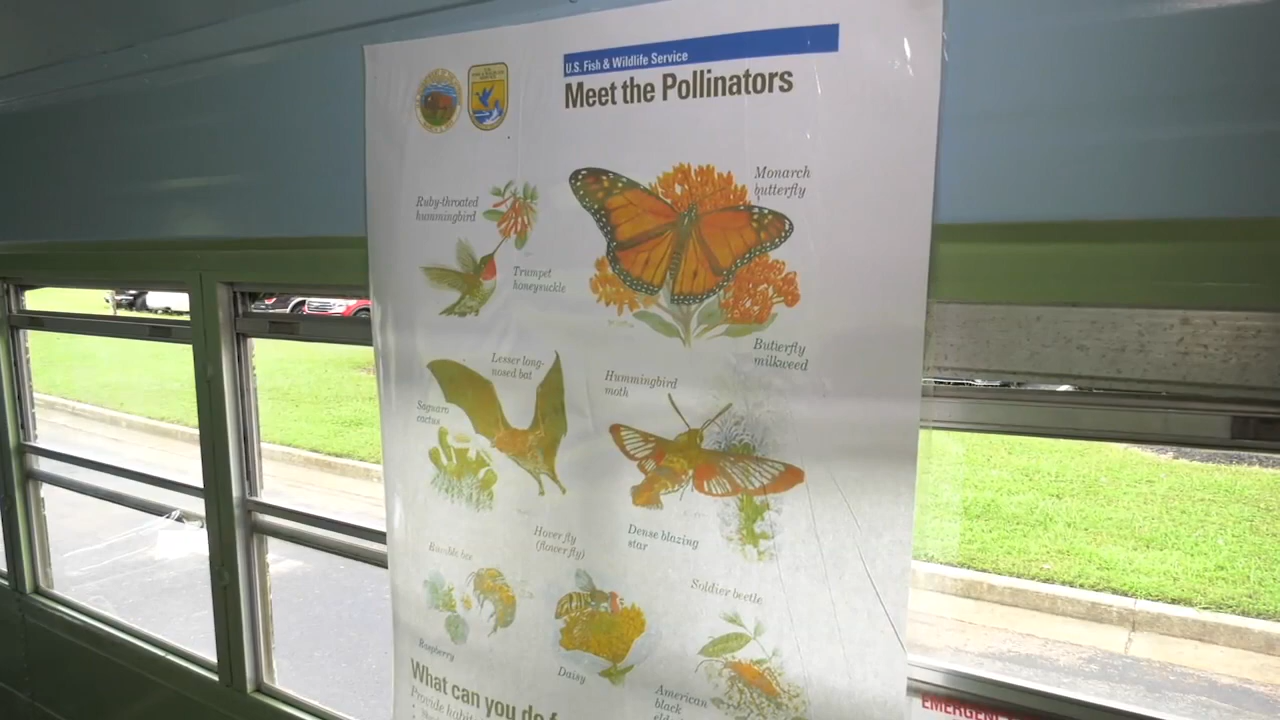 U.S. Fish & Wildlife Service
Meet the Pollinators
Monarch
butterfly
Ruby-throated
hummingbird
Trumpet
honeysuckle
Butterfly
milkweed
Lesser long-
nosed bat
Hummingbird
moth
Saguaro
cactus
Hover fly
(flower fly)
Dense blazing
star
Bumble bee
Soldier beetle
Raspberry
Daisy
American
black
What can you do f
Provide habit
EMERGEN